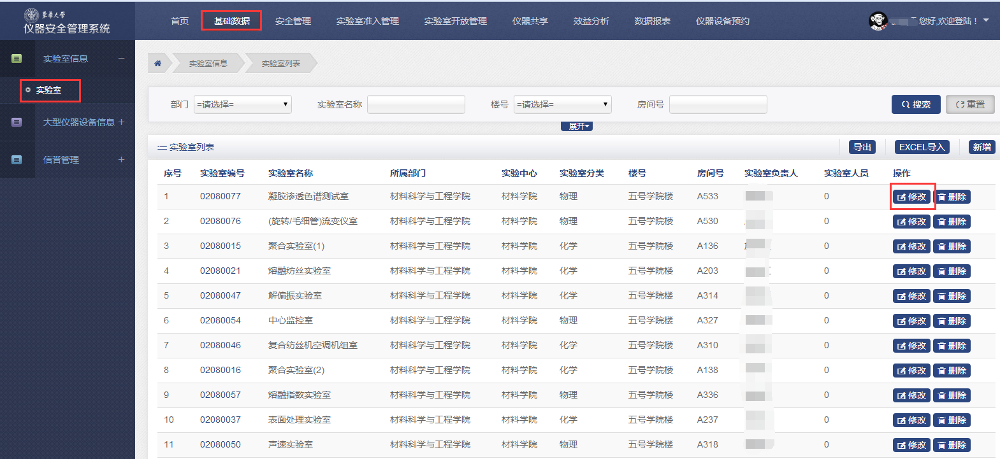 東華大学
仪器安全管理系统
首页 基础数据 安全管理 实验室准入管理 实验室开放管理 仪器共享 效益分析 数据报表 仪器设备预约
您好,欢迎登陆！
实验室信息
实验室
大型仪器设备信息
信誉管理
实验室信息 实验室列表
部门 =请选择= 实验室名称 楼号 =请选择= 房间号 搜索 重置
展开
实验室列表 导出 EXCEL导入 新增
序号 实验室编号 实验室名称 所属部门 实验中心 实验室分类 楼号 房间号 实验室负责人 实验室人员 操作
1 02080077 凝胶渗透色谱测试室 材料科学与工程学院 材料学院 物理 五号学院楼 A533 0 修改 删除
2 02080076 (旋转/毛细管)流变仪室 材料科学与工程学院 材料学院 物理 五号学院楼 A530 0 修改 删除
3 02080015 聚合实验室(1) 材料科学与工程学院 材料学院 化学 五号学院楼 A136 0 修改 删除
4 02080021 熔融纺丝实验室 材料科学与工程学院 材料学院 化学 五号学院楼 A203 0 修改 删除
5 02080047 解偏振实验室 材料科学与工程学院 材料学院 化学 五号学院楼 A314 0 修改 删除
6 02080054 中心监控室 材料科学与工程学院 材料学院 物理 五号学院楼 A327 0 修改 删除
7 02080046 复合纺丝机空调机组室 材料科学与工程学院 材料学院 化学 五号学院楼 A310 0 修改 删除
8 02080016 聚合实验室(2) 材料科学与工程学院 材料学院 化学 五号学院楼 A138 0 修改 删除
9 02080057 熔融指数实验室 材料科学与工程学院 材料学院 物理 五号学院楼 A336 0 修改 删除
10 02080037 表面处理实验室 材料科学与工程学院 材料学院 化学 五号学院楼 A237 0 修改 删除
11 02080050 声速实验室 材料科学与工程学院 材料学院 物理 五号学院楼 A318 0 修改 删除